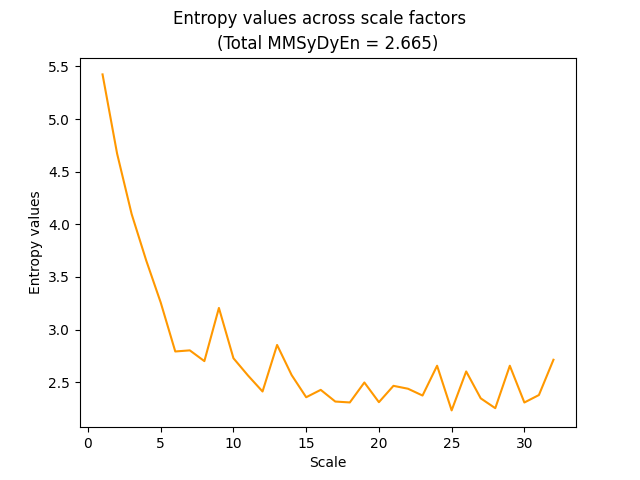 Entropy values across scale factors
(Total MMSyDyEn = 2.665)
5.5
5.0
4.5
4.0
3.5
3.0
2.5
Entropy values
0 5 10 15 20 25 30
Scale